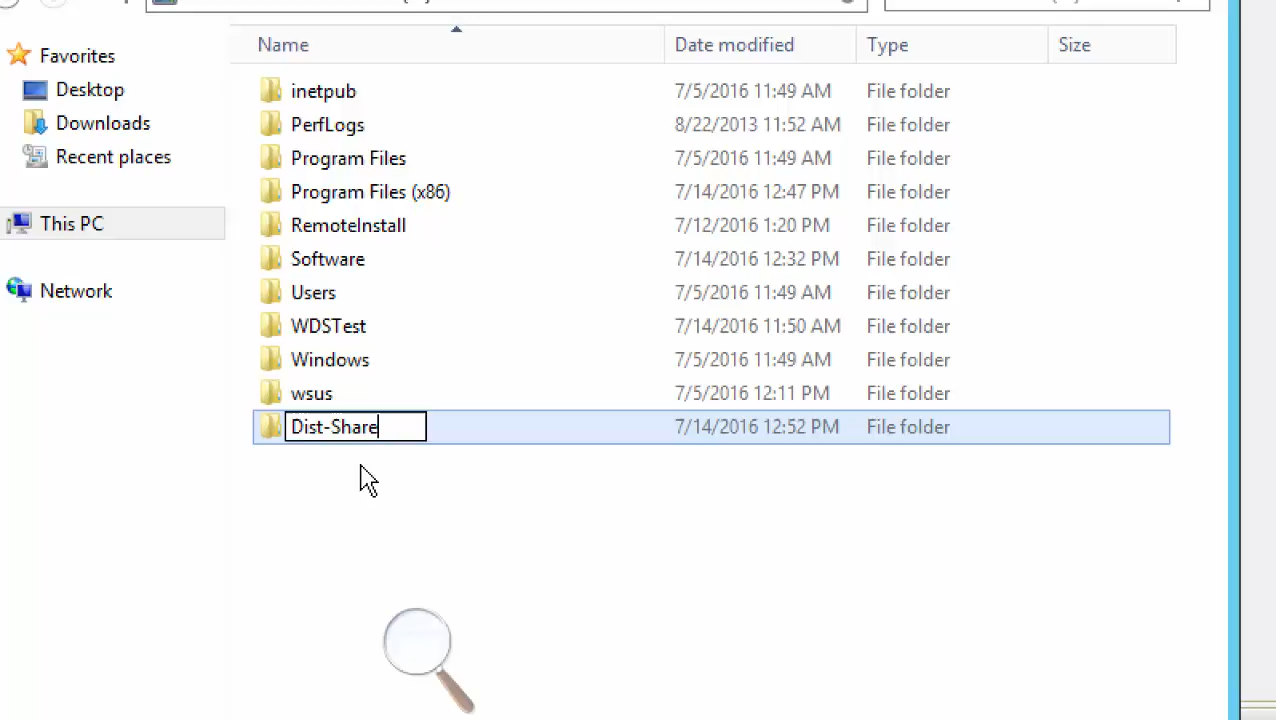 Name Date modified Type Size
Favorites
Desktop
Downloads
Recent places
This PC
Network
inetpub 7/5/2016 11:49 AM File folder
PerfLogs 8/22/2013 11:52 AM File folder
Program Files 7/5/2016 11:49 AM File folder
Program Files (x86) 7/14/2016 12:47 PM File folder
RemoteInstall 7/12/2016 1:20 PM File folder
Software 7/14/2016 12:32 PM File folder
Users 7/5/2016 11:49 AM File folder
WDSTest 7/14/2016 11:50 AM File folder
Windows 7/5/2016 11:49 AM File folder
wsus 7/5/2016 12:11 PM File folder
Dist-Share 7/14/2016 12:52 PM File folder